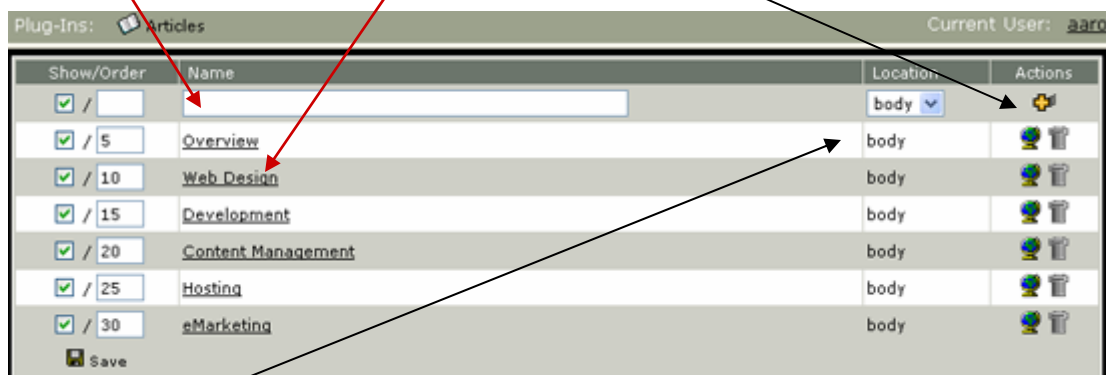 Plug-Ins: Articles Current User: aaro
Show/Order Name Location Actions
/ body
/ 5 Overview body
/ 10 Web Design body
/ 15 Development body
/ 20 Content Management body
/ 25 Hosting body
/ 30 eMarketing body
Save